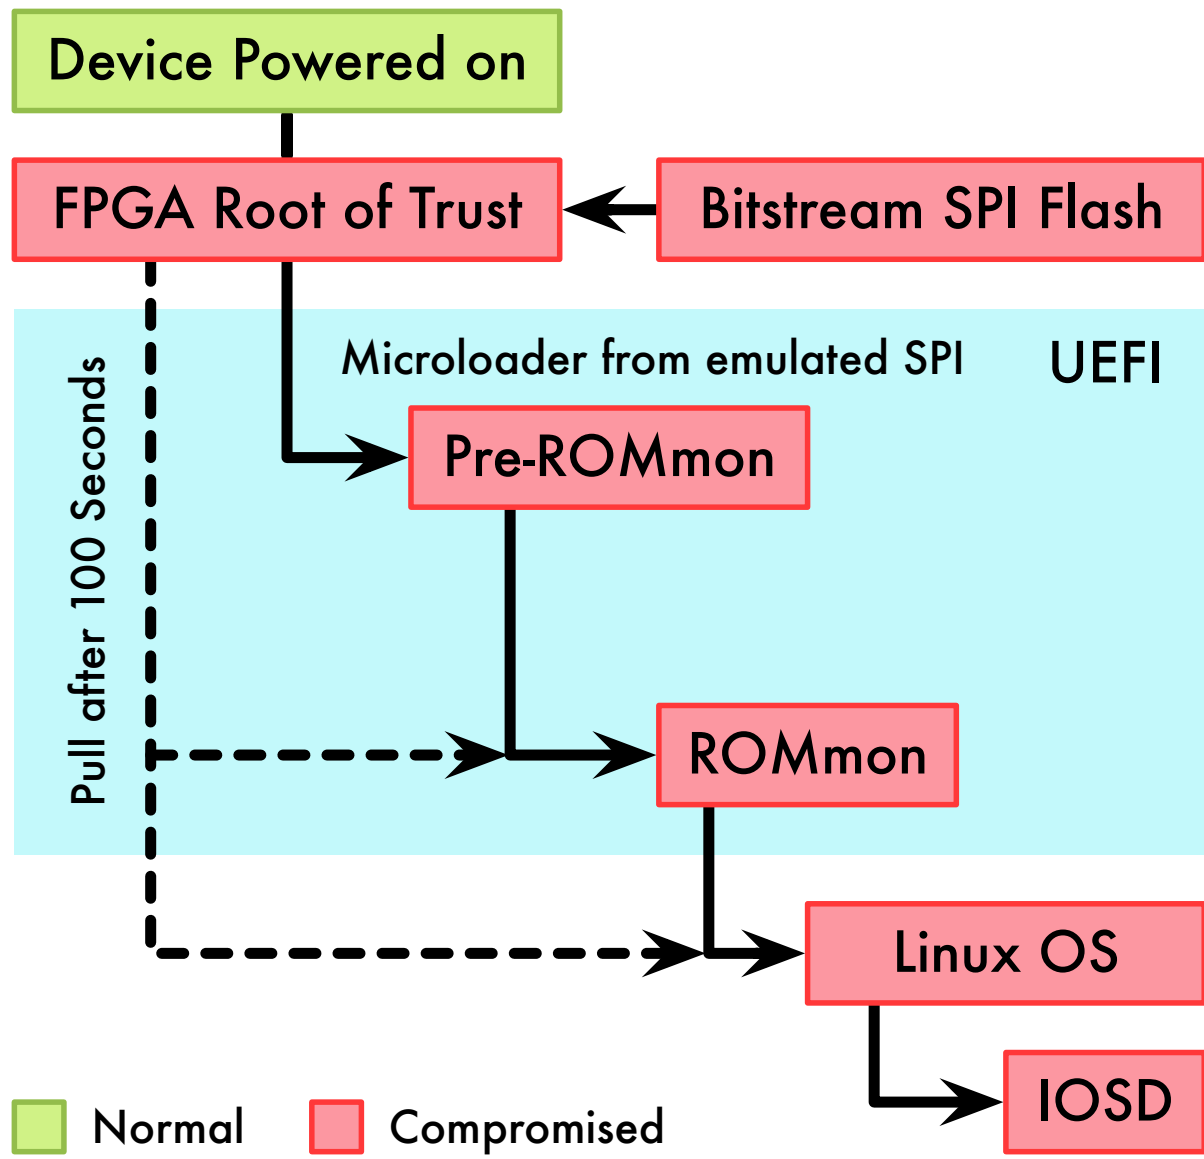 Device Powered on
FPGA Root of Trust
Bitstream SPI Flash
Microloader from emulated SPI
UEFI
Pull after 100 Seconds
Pre-ROMmon
ROMmon
Linux OS
IOSD
Normal
Compromised